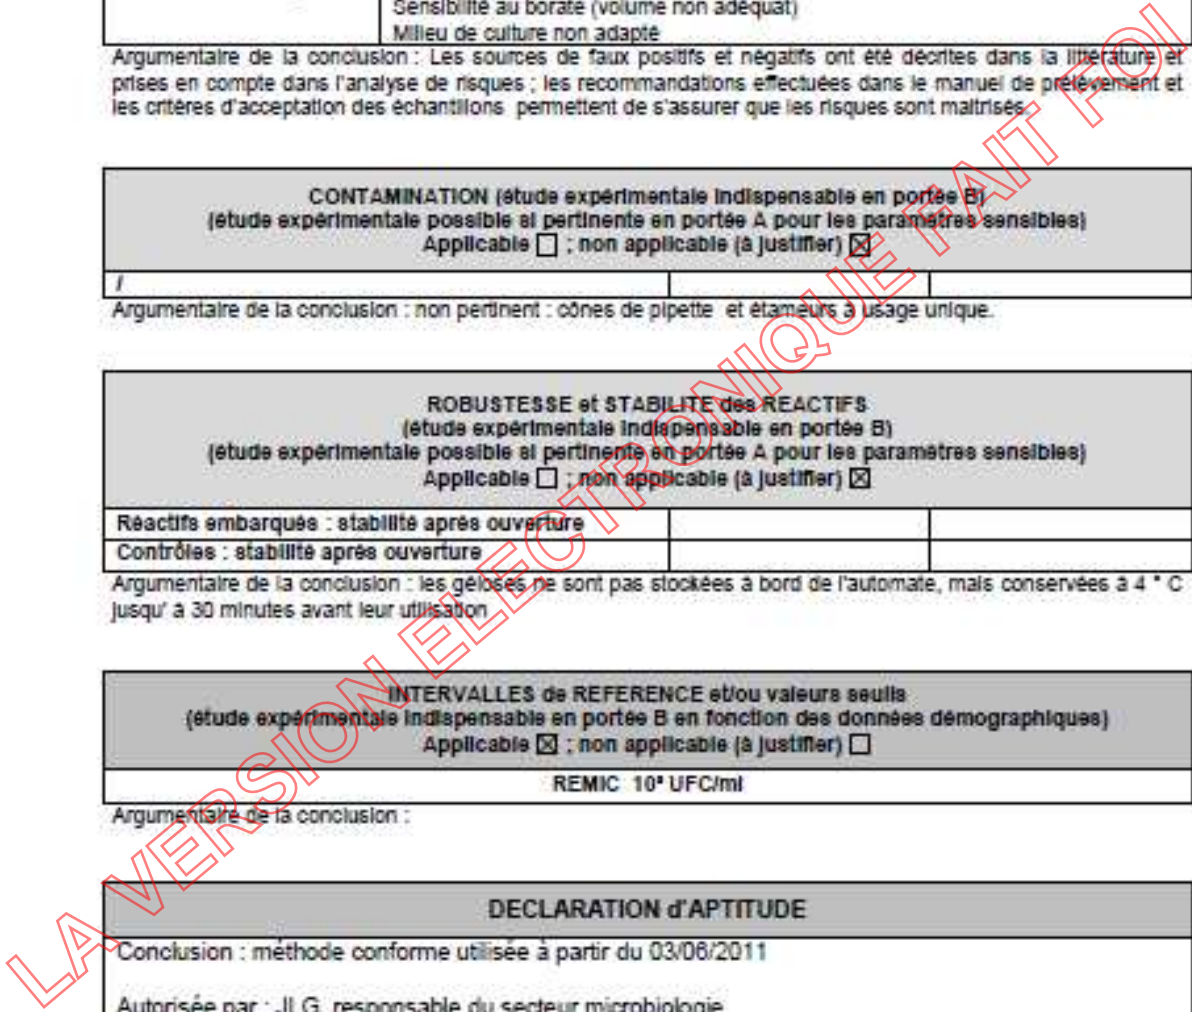 Sensibilité au borate (volume non adéquat)
Milieu de culture non adapté
Argumentaire de la conclusion : Les sources de faux positifs et négatifs ont été décrites dans la littérature et
prises en compte dans l'analyse de risques ; les recommandations effectuées dans le manuel de prélèvement et
les critères d'acceptation des échantillons permettent de s'assurer que les risques sont maitrisés.
CONTAMINATION (étude expérimentale indispensable en portée B)
(étude expérimentale possible si pertinente en portée A pour les paramètres sensibles)
Applicable ☐ ; non applicable (à justifier) ☒
/
Argumentaire de la conclusion : non pertinent : cônes de pipette et étameurs à usage unique.
ROBUSTESSE et STABILITE des REACTIFS
(étude expérimentale indispensable en portée B)
(étude expérimentale possible si pertinente en portée A pour les paramètres sensibles)
Applicable ☐ ; non applicable (à justifier) ☒
Réactifs embarqués : stabilité après ouverture
Contrôles : stabilité après ouverture
Argumentaire de la conclusion : les géloses ne sont pas stockées à bord de l'automate, mais conservées à 4 ° C
jusqu' à 30 minutes avant leur utilisation
INTERVALLES de REFERENCE et/ou valeurs seuils
(étude expérimentale indispensable en portée B en fonction des données démographiques)
Applicable ☒ ; non applicable (à justifier) ☐
REMIC UFC/ml
Argumentaire de la conclusion :
DECLARATION d'APTITUDE
Conclusion : méthode conforme utilisée à partir du 03/06/2011
Autorisée par : JLG, responsable du secteur microbiologie
LA VERSION ELECTRONIQUE FAIT FOI